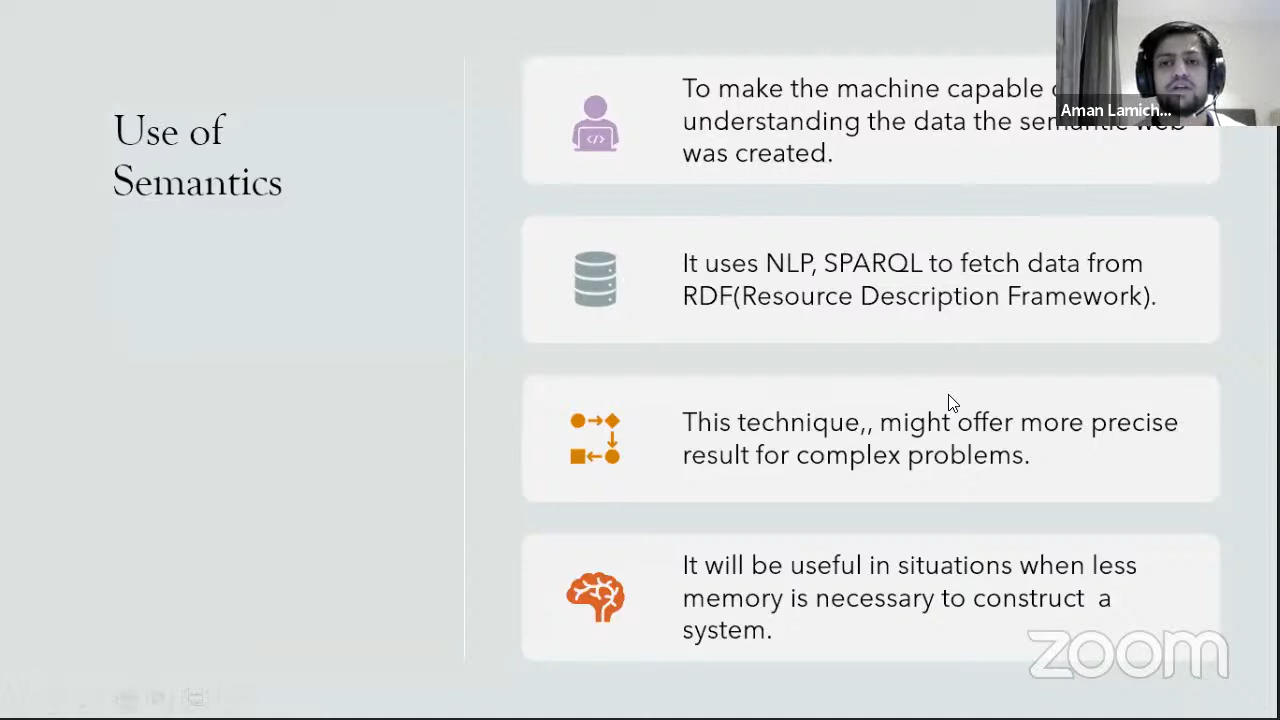 Use of
Semantics
To make the machine capable
understanding the data the semantic web
was created.
It uses NLP, SPARQL to fetch data from
RDF(Resource Description Framework).
This technique,, might offer more precise
result for complex problems.
It will be useful in situations when less
memory is necessary to construct a
system.
Aman Lamich...
zoom